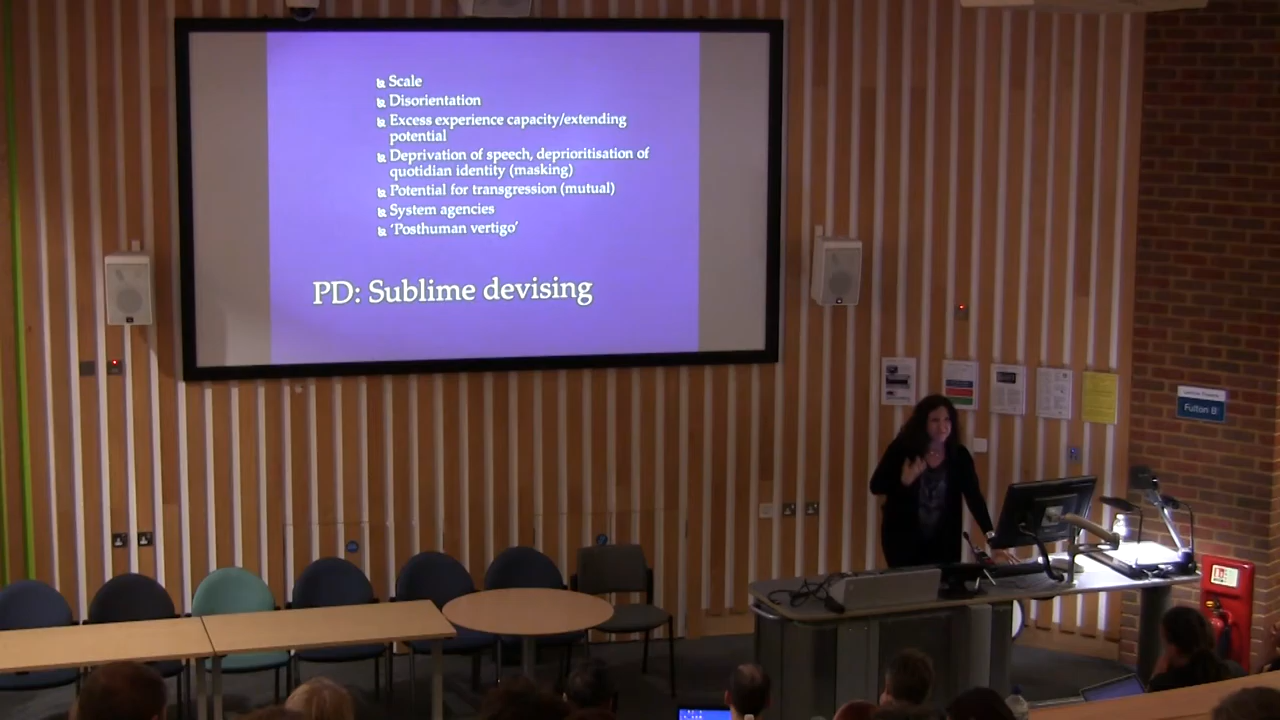 Scale
Disorientation
Excess experience capacity/extending
potential
Deprivation of speech, deprioritisation of
quotidian identity (masking)
Potential for transgression (mutual)
System agencies
‘Posthuman vertigo’
PD: Sublime devising
Fulton B